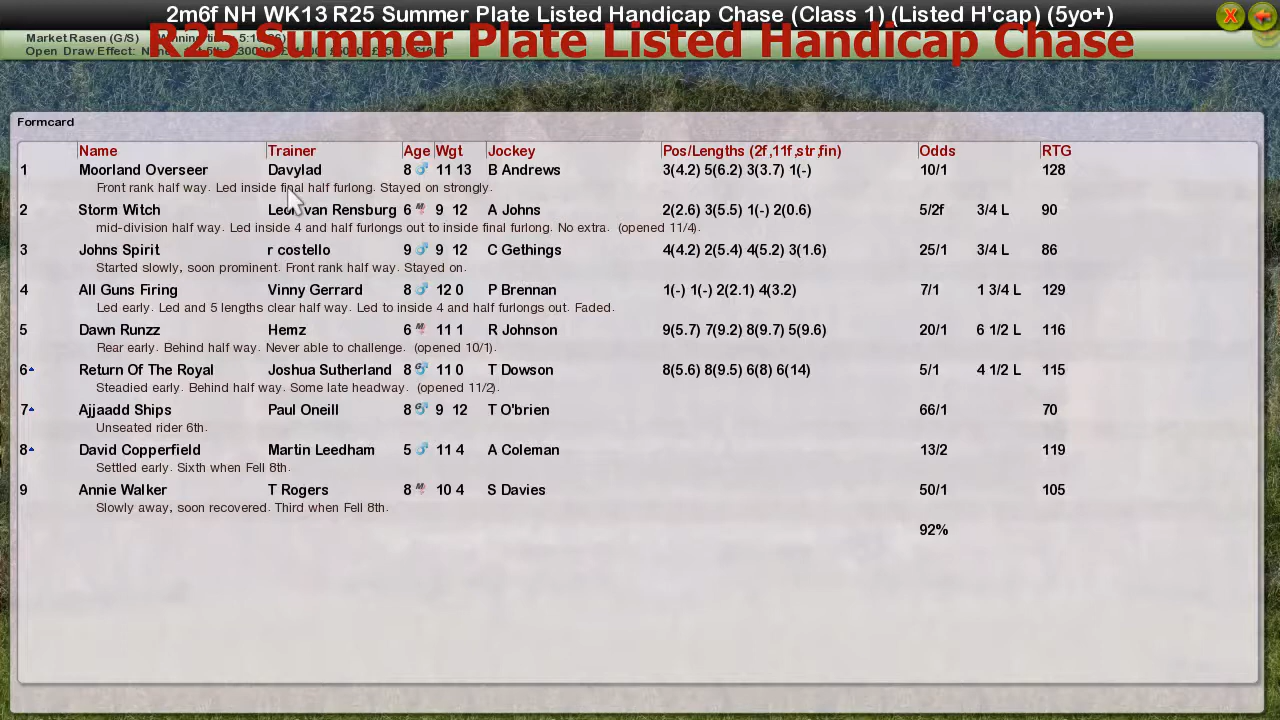 2m6f NH WK13 R25 Summer Plate Listed Handicap Chase (Class 1) (Listed H'cap) (5yo+)
R25 Summer Plate Listed Handicap Chase
Market Rasen (G/S)
Open Draw Effect:
Formcard
Name Trainer Age Wgt Jockey Pos/Lengths (2f,11f,str,fin) Odds RTG
1 Moorland Overseer Davylad 8 11 13 B Andrews 3(4.2) 5(6.2) 3(3.7) 1(-) 10/1 128
Front rank half way. Led inside final half furlong. Stayed on strongly.
2 Storm Witch Leon van Rensburg 6 9 12 A Johns 2(2.6) 3(5.5) 1(-) 2(0.6) 5/2f 3/4 L 90
mid-division half way. Led inside 4 and half furlongs out to inside final furlong. No extra. (opened 11/4).
3 Johns Spirit r costello 9 9 12 C Gethings 4(4.2) 2(5.4) 4(5.2) 3(1.6) 25/1 3/4 L 86
Started slowly, soon prominent. Front rank half way. Stayed on.
4 All Guns Firing Vinny Gerrard 8 12 0 P Brennan 1(-) 1(-) 2(2.1) 4(3.2) 7/1 1 3/4 L 129
Led early. Led and 5 lengths clear half way. Led to inside 4 and half furlongs out. Faded.
5 Dawn Runzz Hemz 6 11 1 R Johnson 9(5.7) 7(9.2) 8(9.7) 5(9.6) 20/1 6 1/2 L 116
Rear early. Behind half way. Never able to challenge. (opened 10/1).
6 Return Of The Royal Joshua Sutherland 8 11 0 T Dowson 8(5.6) 8(9.5) 6(8) 6(14) 5/1 4 1/2 L 115
Steadied early. Behind half way. Some late headway. (opened 11/2).
7 Ajjaadd Ships Paul Oneill 8 9 12 T O'brien 66/1 70
Unseated rider 6th.
8 David Copperfield Martin Leedham 5 11 4 A Coleman 13/2 119
Settled early. Sixth when Fell 8th.
9 Annie Walker T Rogers 8 10 4 S Davies 50/1 105
Slowly away, soon recovered. Third when Fell 8th.
92%